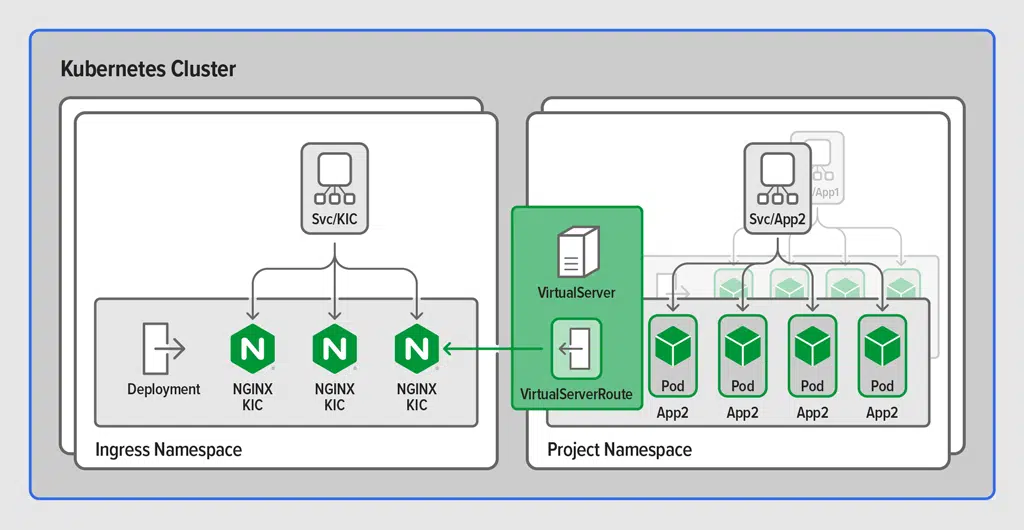 Kubernetes Cluster
Svc/KIC
Deployment
NGINX
KIC
NGINX
KIC
NGINX
KIC
Ingress Namespace
VirtualServer
VirtualServerRoute
Svc/App2
/App1
Pod
Pod
Pod
Pod
App2
App2
App2
App2
Project Namespace